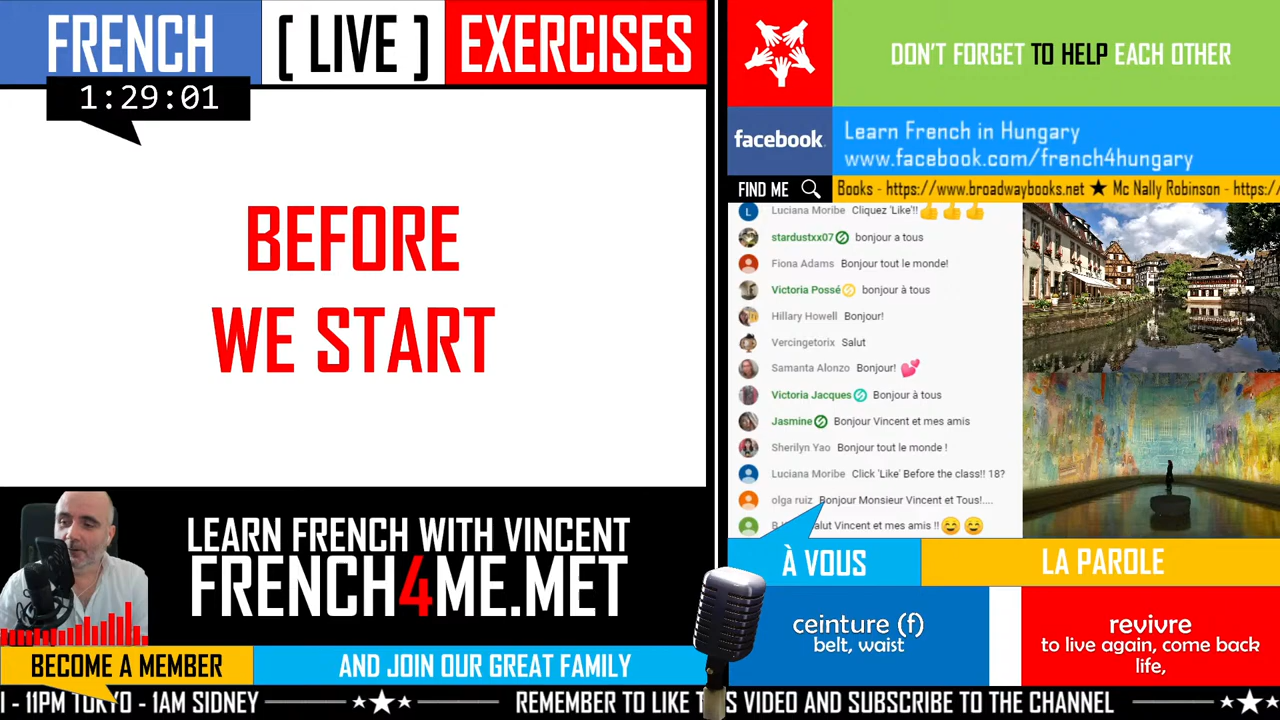 FRENCH [ LIVE ] EXERCISES
1:29:01
BEFORE
WE START
LEARN FRENCH WITH VINCENT
FRENCH4ME.MET
BECOME A MEMBER
AND JOIN OUR GREAT FAMILY
DON'T FORGET TO HELP EACH OTHER
facebook.
Learn French in Hungary
www.facebook.com/french4hungary
FIND ME
Books - https://www.broadwaybooks.net ★ Mc Nally Robinson - https:/
L Luciana Moribe Cliquez 'Like'!! 👍👍👍
stardustxx07 bonjour a tous
Fiona Adams Bonjour tout le monde!
Victoria Possé bonjour à tous
Hillary Howell Bonjour!
Vercingetorix Salut
Samanta Alonzo Bonjour! 💕
Victoria Jacques Bonjour à tous
Jasmine Bonjour Vincent et mes amis
Sherilyn Yao Bonjour tout le monde !
Luciana Moribe Click 'Like' Before the class!! 18?
olga ruiz Bonjour Monsieur Vincent et Tous!....
alut Vincent et mes amis !! 😊😊
À VOUS
LA PAROLE
ceinture (f)
belt, waist
revivre
to live again, come back
life,
- 11PM TOKYO - 1AM SIDNEY ★ REMEMBER TO LIKE THIS VIDEO AND SUBSCRIBE TO THE CHANNEL ★